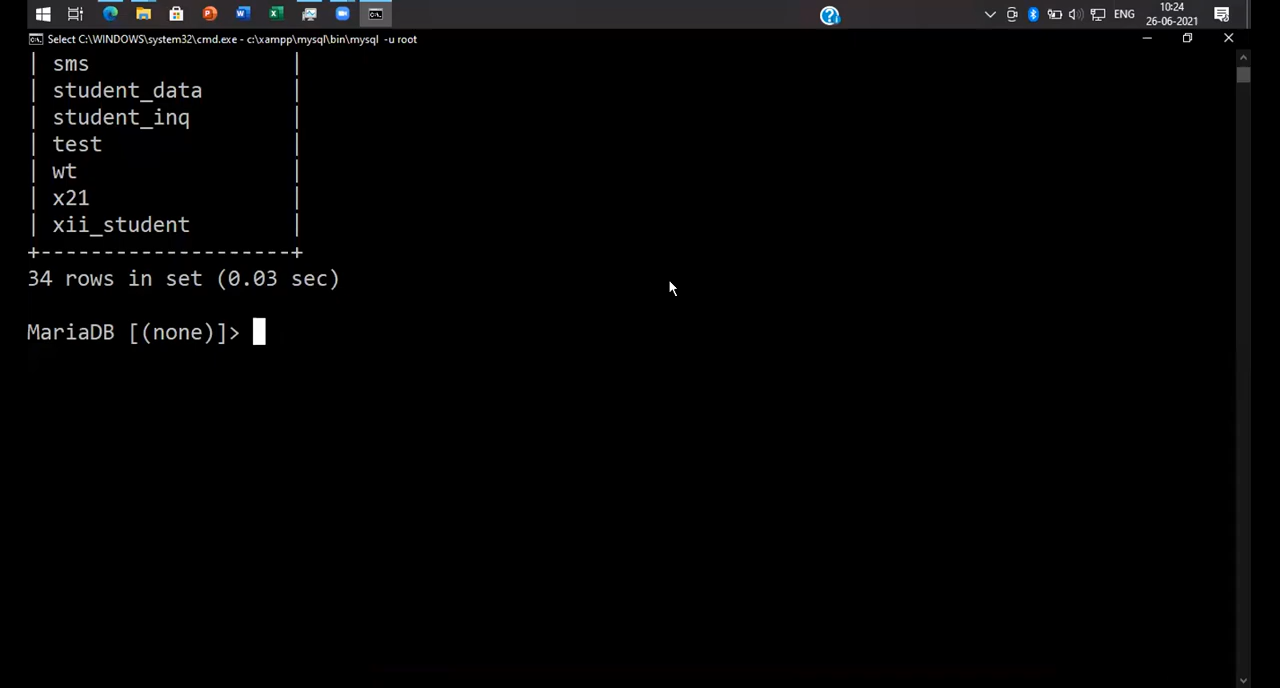 10:24
ENG
26-06-2021
Select C:\WINDOWS\system32\cmd.exe - c:\xampp\mysql\bin\mysql -u root
| sms |
| student_data |
| student_inq |
| test |
| wt |
| x21 |
| xii_student |
+--------------------+
34 rows in set (0.03 sec)
MariaDB [(none)]>